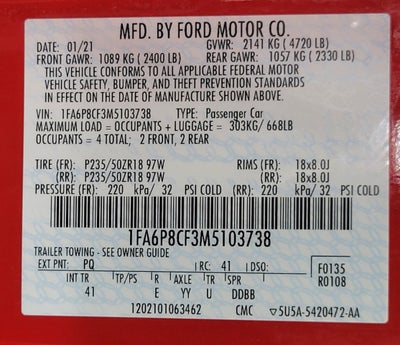 MFD. BY FORD MOTOR CO.
DATE: 01/21 GVWR: 2141 KG ( 4720 LB)
FRONT GAWR: 1089 KG ( 2400 LB) REAR GAWR: 1057 KG ( 2330 LB)
THIS VEHICLE CONFORMS TO ALL APPLICABLE FEDERAL MOTOR
VEHICLE SAFETY, BUMPER, AND THEFT PREVENTION STANDARDS
IN EFFECT ON THE DATE OF MANUFACTURE SHOWN ABOVE.
VIN: 1FA6P8CF3M5103738 TYPE: Passenger Car
MAXIMUM LOAD = OCCUPANTS + LUGGAGE = 303KG/ 668LB
OCCUPANTS = 4 TOTAL; 2 FRONT, 2 REAR
TIRE (FR): P235/50ZR18 97W RIMS (FR): 18x8.0J
(RR): P235/50ZR18 97W (RR): 18x8.0J
PRESSURE (FR): 220 kPa/ 32 PSI COLD (RR): 220 kPa/ 32 PSI COLD
1FA6P8CF3M5103738
TRAILER TOWING - SEE OWNER GUIDE
EXT PNT: PQ RC: 41 DSO: F0135
INT TR TP/PS R AXLE TR SPR R0108
41 E YY U DDBB
1202101063462 CMC ▽5U5A-5420472-AA